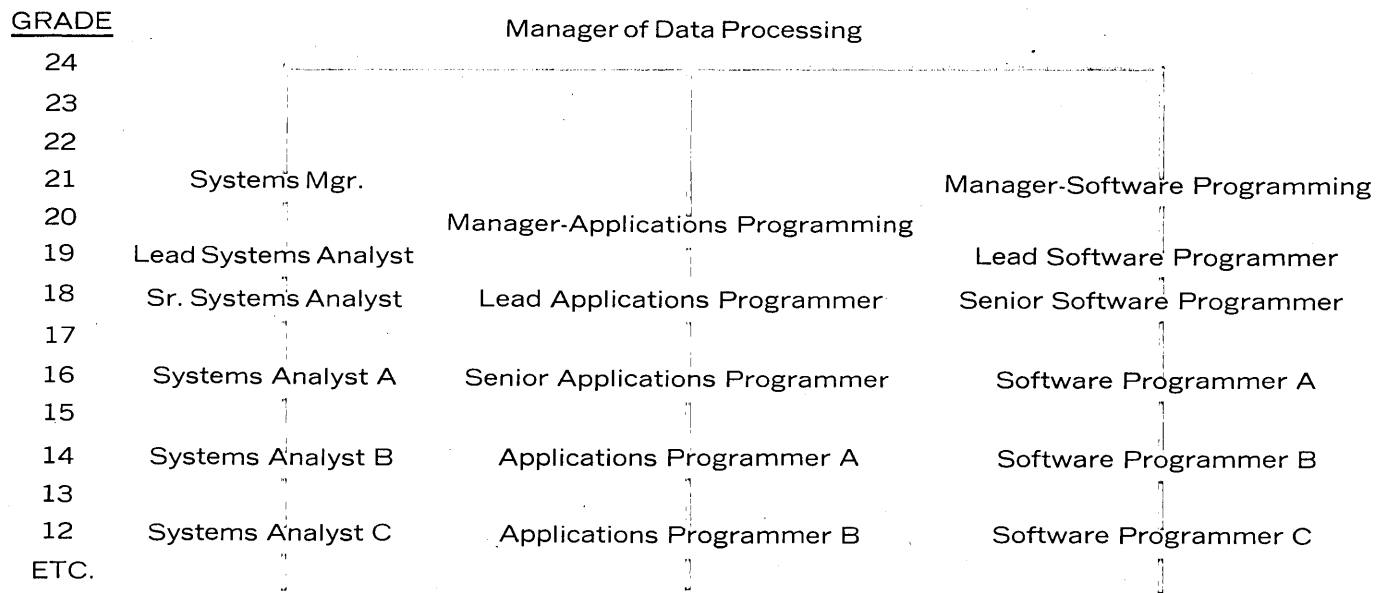 GRADE
Manager of Data Processing
24
23
22
21 Systems Mgr. Manager-Software Programming
20 Manager-Applications Programming
19 Lead Systems Analyst Lead Software Programmer
18 Sr. Systems Analyst Lead Applications Programmer Senior Software Programmer
17
16 Systems Analyst A Senior Applications Programmer Software Programmer A
15
14 Systems Analyst B Applications Programmer A Software Programmer B
13
12 Systems Analyst C Applications Programmer B Software Programmer C
ETC.